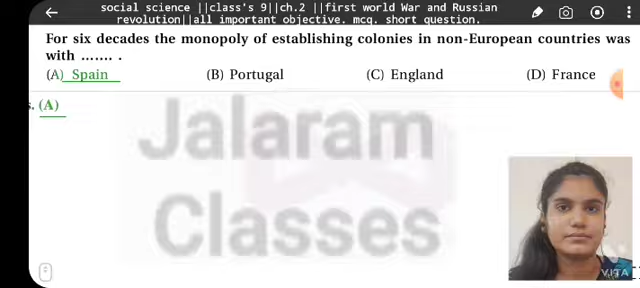 social science ||class's 9||ch.2 ||first world War and Russian
revolution||all important objective. mcq. short question.
For six decades the monopoly of establishing colonies in non-European countries was
with ....... .
(A) Spain (B) Portugal (C) England (D) France
s. (A)
Jalaram
Classes
VITA